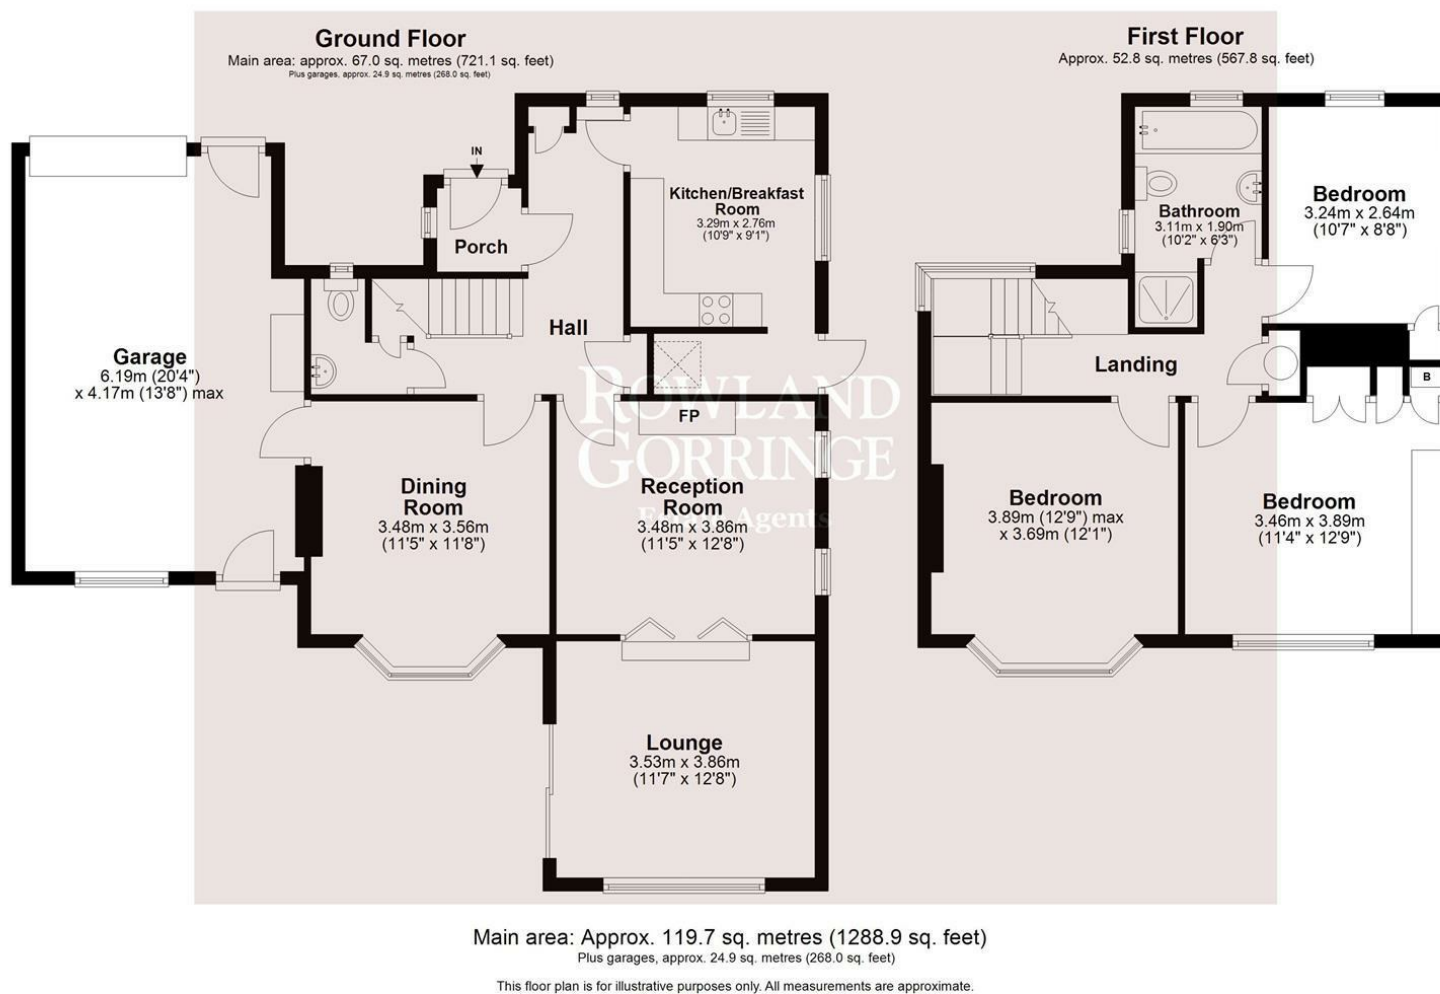 Ground Floor
Main area: approx. 67.0 sq. metres (721.1 sq. feet)
Plus garages, approx. 24.9 sq. metres (268.0 sq. feet)
First Floor
Approx. 52.8 sq. metres (567.8 sq. feet)
IN
Porch
Kitchen/Breakfast
Room
3.29m x 2.76m
(10'9" x 9'1")
Hall
Garage
6.19m (20'4")
x 4.17m (13'8") max
FP
Dining
Room
3.48m x 3.56m
(11'5" x 11'8")
Reception
Room
3.48m x 3.86m
(11'5" x 12'8")
Lounge
3.53m x 3.86m
(11'7" x 12'8")
Bathroom
3.11m x 1.90m
(10'2" x 6'3")
Bedroom
3.24m x 2.64m
(10'7" x 8'8")
Landing
B
Bedroom
3.89m (12'9") max
x 3.69m (12'1")
Bedroom
3.46m x 3.89m
(11'4" x 12'9")
ROWLAND
GORRINGE
Estate Agents
Main area: Approx. 119.7 sq. metres (1288.9 sq. feet)
Plus garages, approx. 24.9 sq. metres (268.0 sq. feet)
This floor plan is for illustrative purposes only. All measurements are approximate.